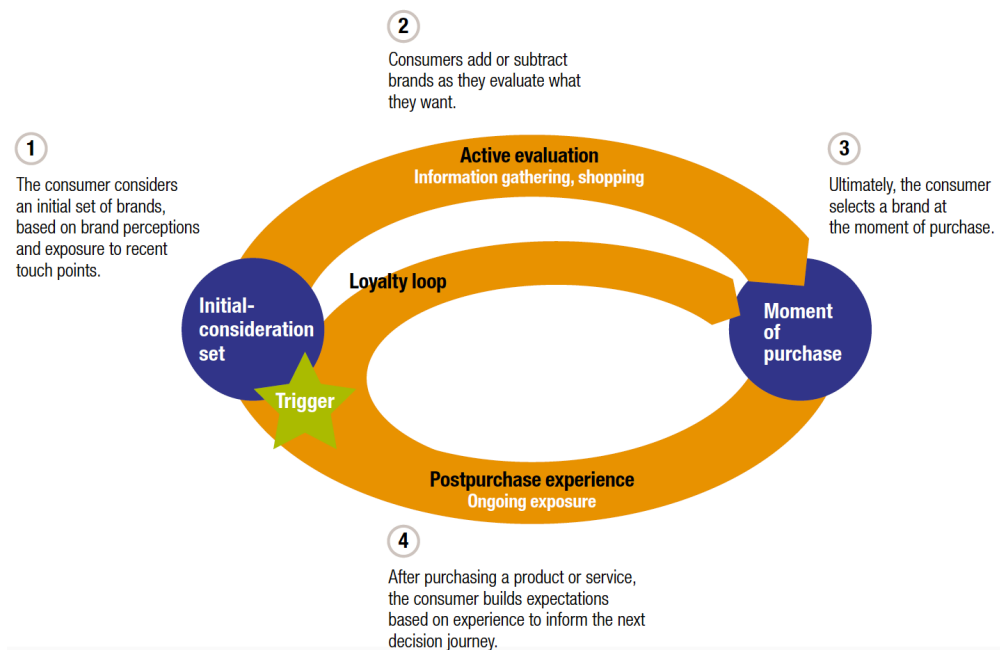 2
Consumers add or subtract
brands as they evaluate what
they want.
1
The consumer considers
an initial set of brands,
based on brand perceptions
and exposure to recent
touch points.
3
Ultimately, the consumer
selects a brand at
the moment of purchase.
Active evaluation
Information gathering, shopping
Loyalty loop
Initial-
consideration
set
Trigger
Moment
of
purchase
Postpurchase experience
Ongoing exposure
4
After purchasing a product or service,
the consumer builds expectations
based on experience to inform the next
decision journey.